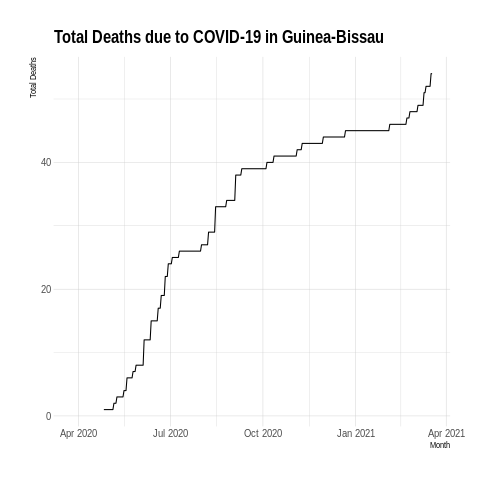 Total Deaths due to COVID-19 in Guinea-Bissau
Total Deaths
40
20
0
Apr 2020 Jul 2020 Oct 2020 Jan 2021 Apr 2021
Month